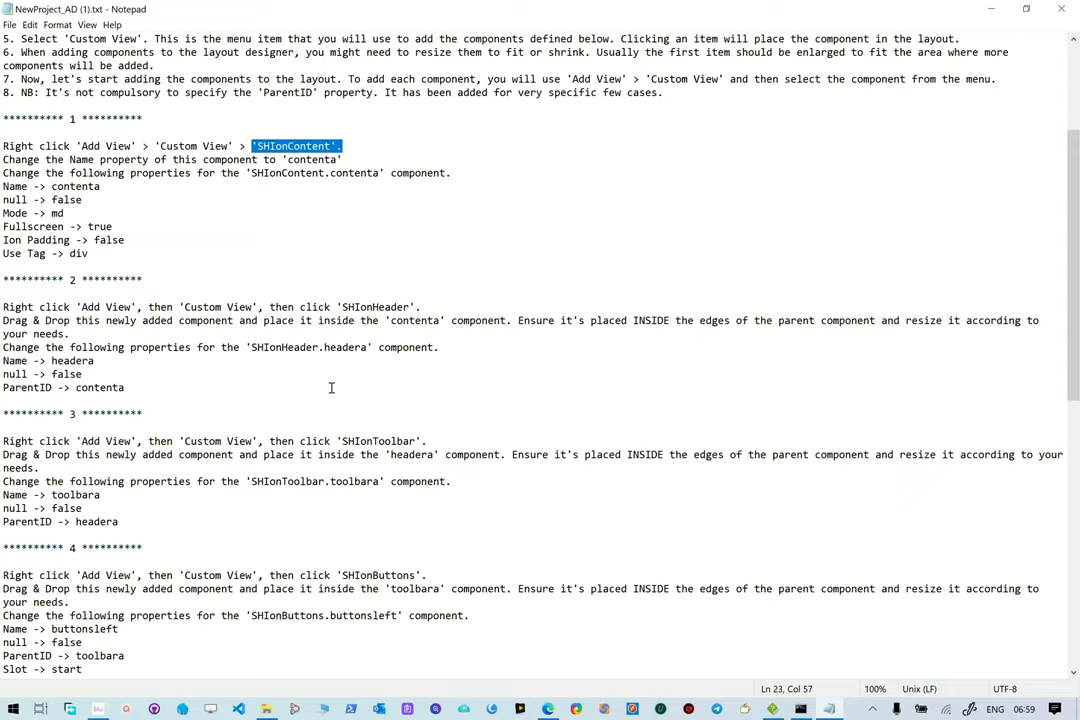 NewProject_AD (1).txt - Notepad
File Edit Format View Help
5. Select 'Custom View'. This is the menu item that you will use to add the components defined below. Clicking an item will place the component in the layout.
6. When adding components to the layout designer, you might need to resize them to fit or shrink. Usually the first item should be enlarged to fit the area where more
components will be added.
7. Now, let's start adding the components to the layout. To add each component, you will use 'Add View' > 'Custom View' and then select the component from the menu.
8. NB: It's not compulsory to specify the 'ParentID' property. It has been added for very specific few cases.
********** 1 **********
Right click 'Add View' > 'Custom View' > 'SHIonContent'.
Change the Name property of this component to 'contenta'
Change the following properties for the 'SHIonContent.contenta' component.
Name -> contenta
null -> false
Mode -> md
Fullscreen -> true
Ion Padding -> false
Use Tag -> div
********** 2 **********
Right click 'Add View', then 'Custom View', then click 'SHIonHeader'.
Drag & Drop this newly added component and place it inside the 'contenta' component. Ensure it's placed INSIDE the edges of the parent component and resize it according to
your needs.
Change the following properties for the 'SHIonHeader.headera' component.
Name -> headera
null -> false
ParentID -> contenta
********** 3 **********
Right click 'Add View', then 'Custom View', then click 'SHIonToolbar'.
Drag & Drop this newly added component and place it inside the 'headera' component. Ensure it's placed INSIDE the edges of the parent component and resize it according to your
needs.
Change the following properties for the 'SHIonToolbar.toolbara' component.
Name -> toolbara
null -> false
ParentID -> headera
********** 4 **********
Right click 'Add View', then 'Custom View', then click 'SHIonButtons'.
Drag & Drop this newly added component and place it inside the 'toolbara' component. Ensure it's placed INSIDE the edges of the parent component and resize it according to
your needs.
Change the following properties for the 'SHIonButtons.buttonsleft' component.
Name -> buttonsleft
null -> false
ParentID -> toolbara
Slot -> start
Ln 23, Col 57 100% Unix (LF) UTF-8
ENG 06:59